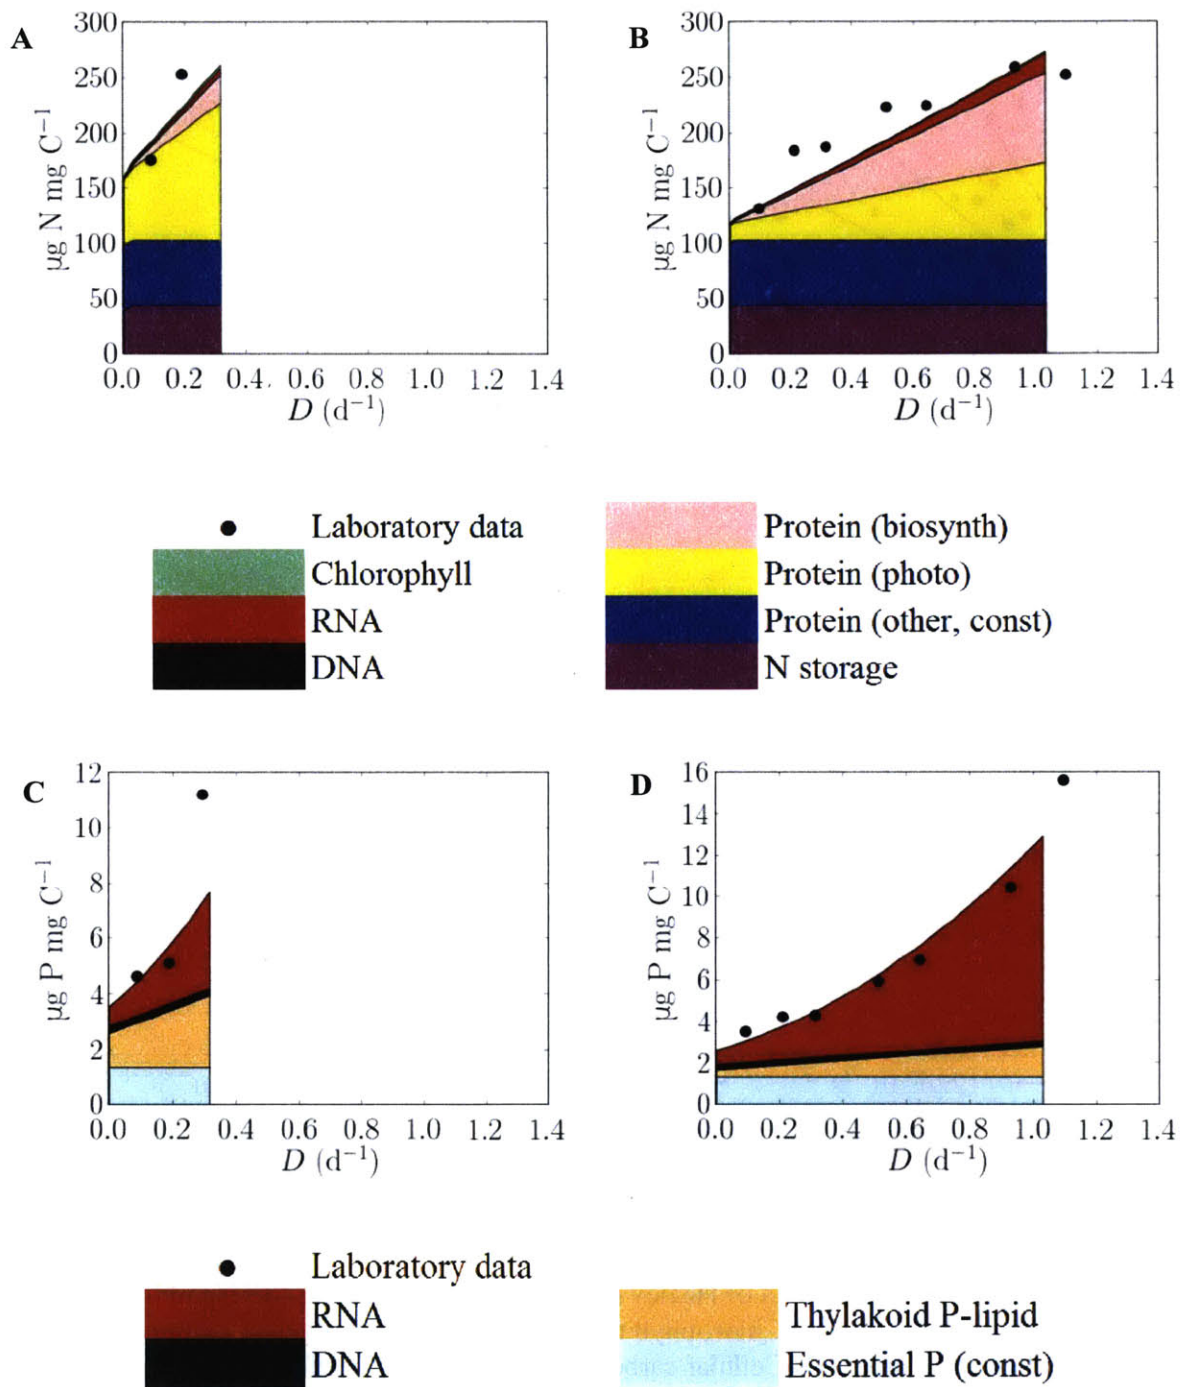 A
300
250
200
150
100
50
0
µg N mg C⁻¹
0.0 0.2 0.4 0.6 0.8 1.0 1.2 1.4
D (d⁻¹)
B
300
250
200
150
100
50
0
µg N mg C⁻¹
0.0 0.2 0.4 0.6 0.8 1.0 1.2 1.4
D (d⁻¹)
Laboratory data
Chlorophyll
RNA
DNA
Protein (biosynth)
Protein (photo)
Protein (other, const)
N storage
C
12
10
8
6
4
2
0
µg P mg C⁻¹
0.0 0.2 0.4 0.6 0.8 1.0 1.2 1.4
D (d⁻¹)
D
16
14
12
10
8
6
4
2
0
µg P mg C⁻¹
0.0 0.2 0.4 0.6 0.8 1.0 1.2 1.4
D (d⁻¹)
Laboratory data
RNA
DNA
Thylakoid P-lipid
Essential P (const)